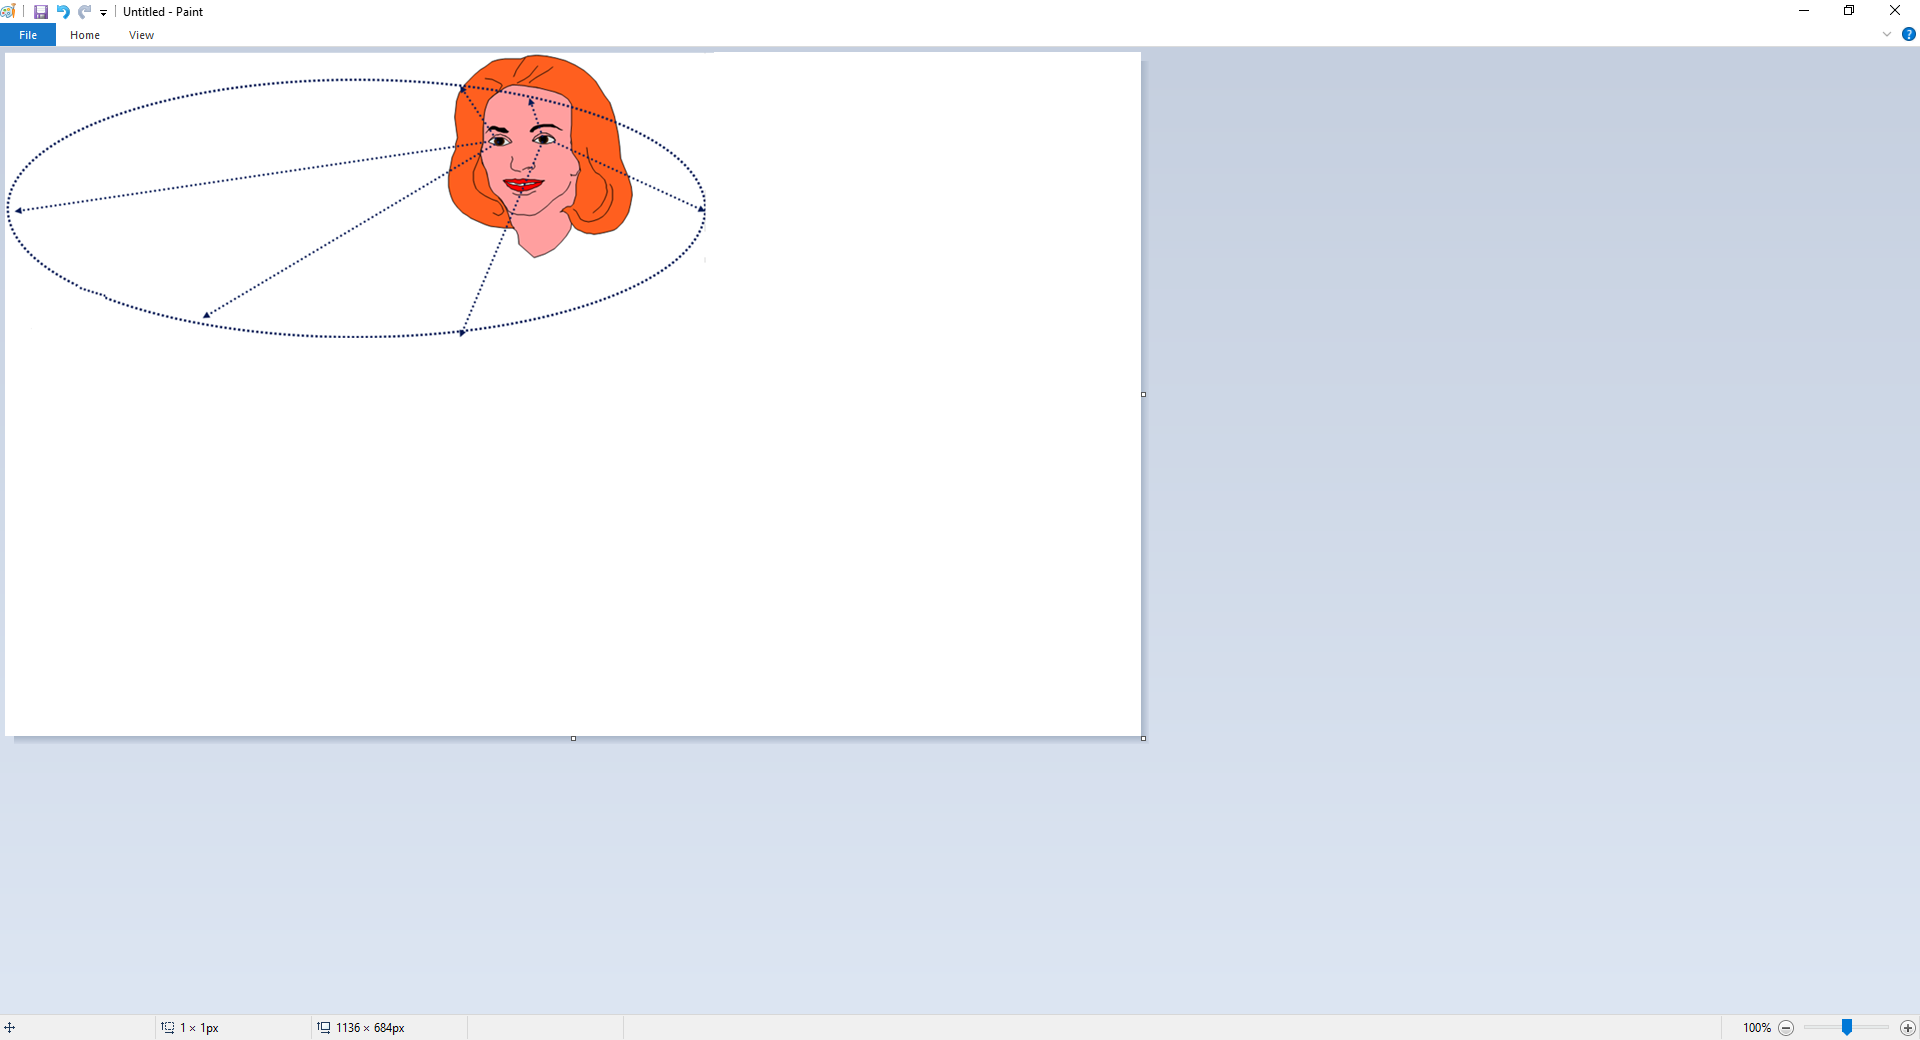 Untitled - Paint
File Home View
?
1 × 1px 1136 × 684px 100%